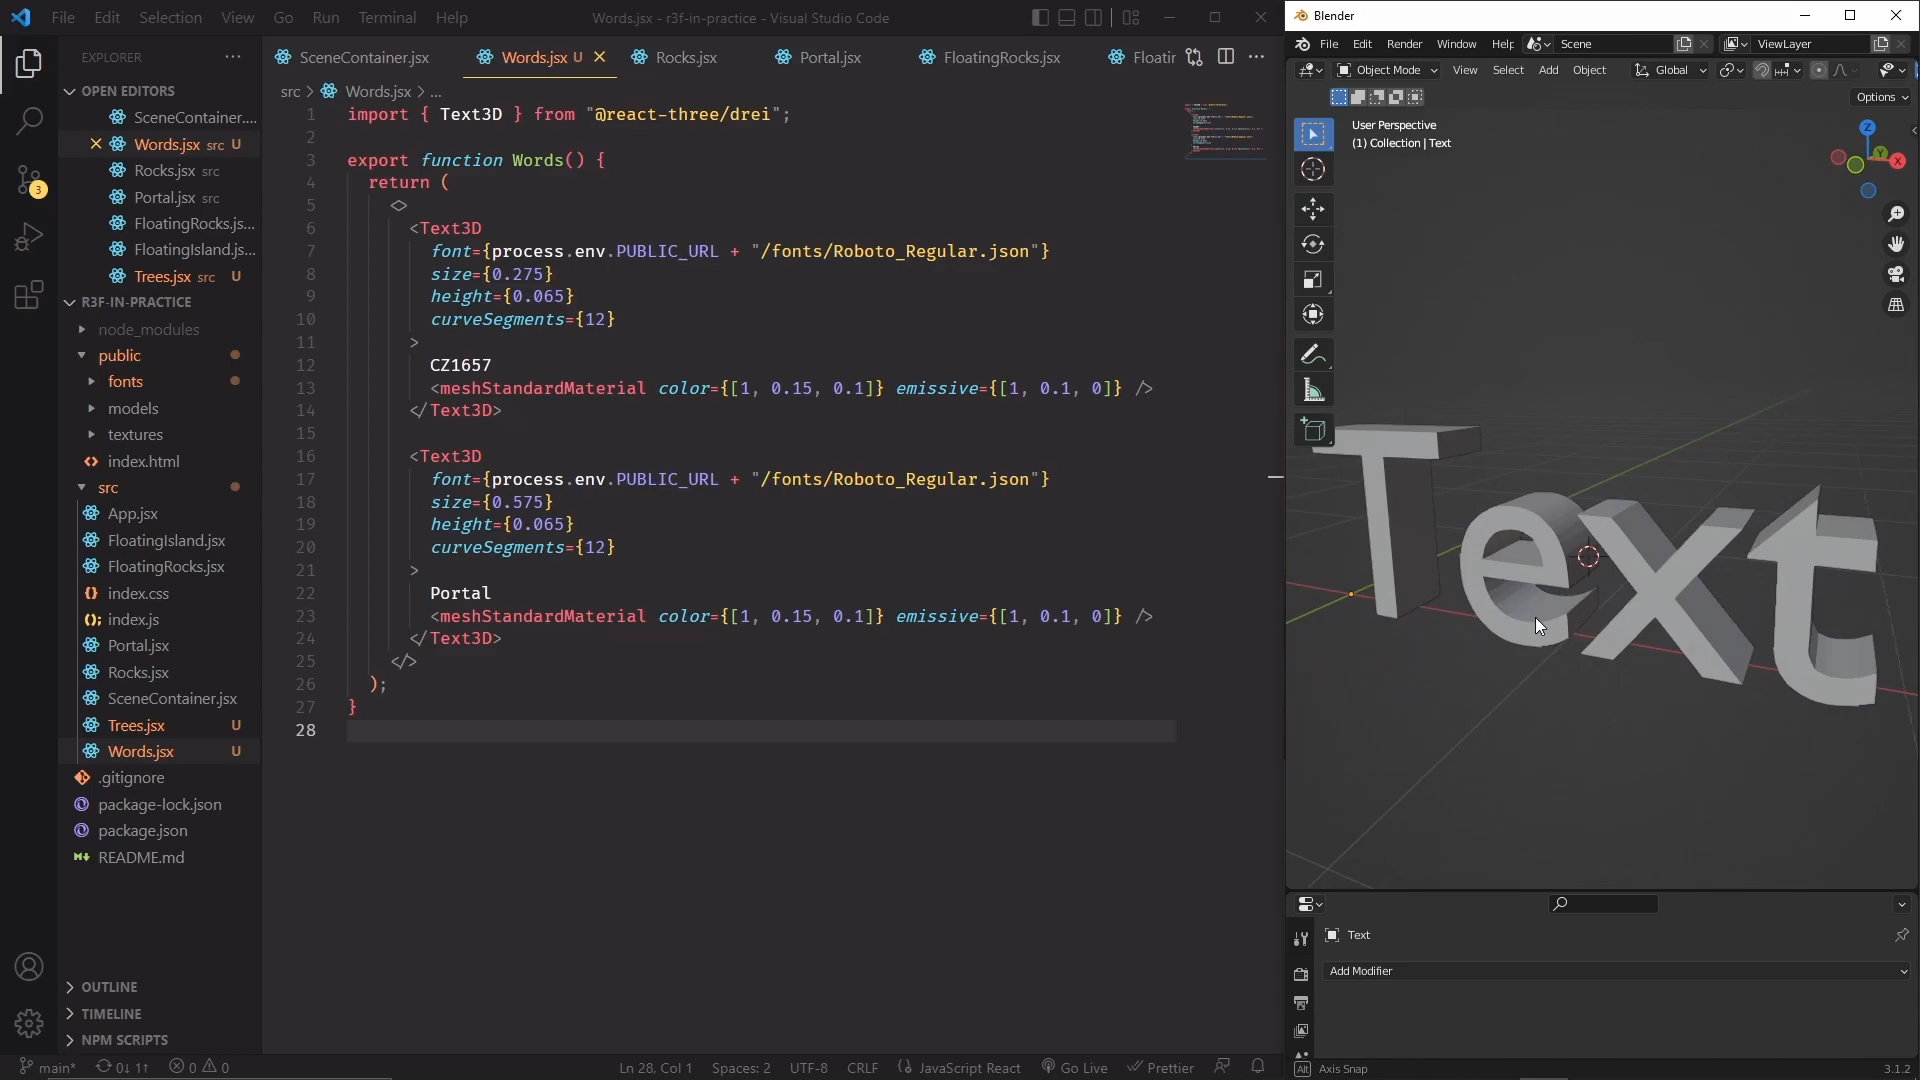 File Edit Selection View Go Run Terminal Help
Words.jsx - r3f-in-practice - Visual Studio Code
EXPLORER
OPEN EDITORS
SceneContainer....
Words.jsx src U
Rocks.jsx src
Portal.jsx src
FloatingRocks.js...
FloatingIsland.js...
Trees.jsx src U
R3F-IN-PRACTICE
node_modules
public
fonts
models
textures
index.html
src
App.jsx
FloatingIsland.jsx
FloatingRocks.jsx
index.css
index.js
Portal.jsx
Rocks.jsx
SceneContainer.jsx
Trees.jsx U
Words.jsx U
.gitignore
package-lock.json
package.json
README.md
OUTLINE
TIMELINE
NPM SCRIPTS
3
SceneContainer.jsx Words.jsx U Rocks.jsx Portal.jsx FloatingRocks.jsx Floatin
src > Words.jsx > ...
1 import { Text3D } from "@react-three/drei";
2
3 export function Words() {
4 return (
5 <>
6 <Text3D
7 font={process.env.PUBLIC_URL + "/fonts/Roboto_Regular.json"}
8 size={0.275}
9 height={0.065}
10 curveSegments={12}
11 >
12 CZ1657
13 <meshStandardMaterial color={[1, 0.15, 0.1]} emissive={[1, 0.1, 0]} />
14 </Text3D>
15
16 <Text3D
17 font={process.env.PUBLIC_URL + "/fonts/Roboto_Regular.json"}
18 size={0.575}
19 height={0.065}
20 curveSegments={12}
21 >
22 Portal
23 <meshStandardMaterial color={[1, 0.15, 0.1]} emissive={[1, 0.1, 0]} />
24 </Text3D>
25 </>
26 );
27 }
28
main* 0↓ 1↑ 0 0
Ln 28, Col 1 Spaces: 2 UTF-8 CRLF JavaScript React Go Live Prettier
Blender
File Edit Render Window Help Scene ViewLayer
Object Mode View Select Add Object Global
Options
User Perspective
(1) Collection | Text
Z
Y
X
Text
Text
Add Modifier
Alt Axis Snap
3.1.2